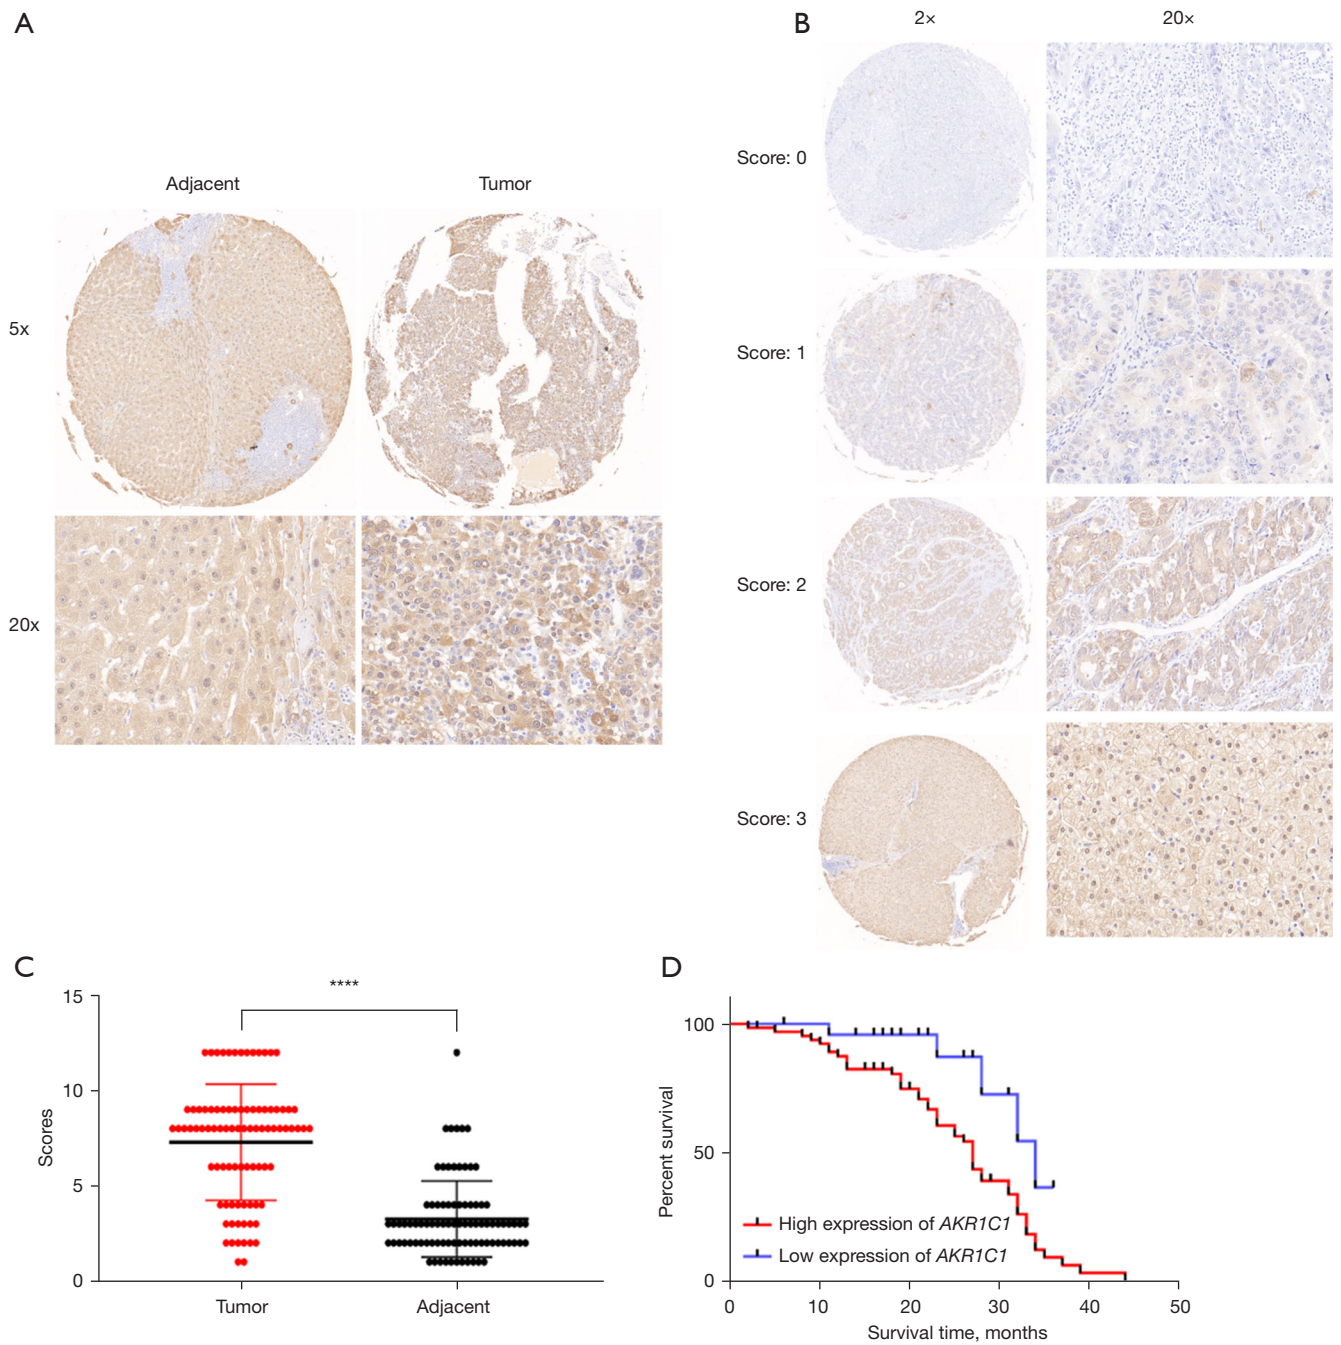 A
Adjacent
Tumor
5x
20x
B
2×
20×
Score: 0
Score: 1
Score: 2
Score: 3
C
****
15
10
5
0
Scores
Tumor
Adjacent
D
100
50
0
Percent survival
High expression of AKR1C1
Low expression of AKR1C1
0
10
20
30
40
50
Survival time, months